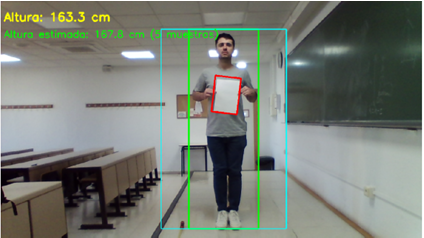 Altura: 163.3 cm
Altura estimada: 167.8 cm (5 muestras)